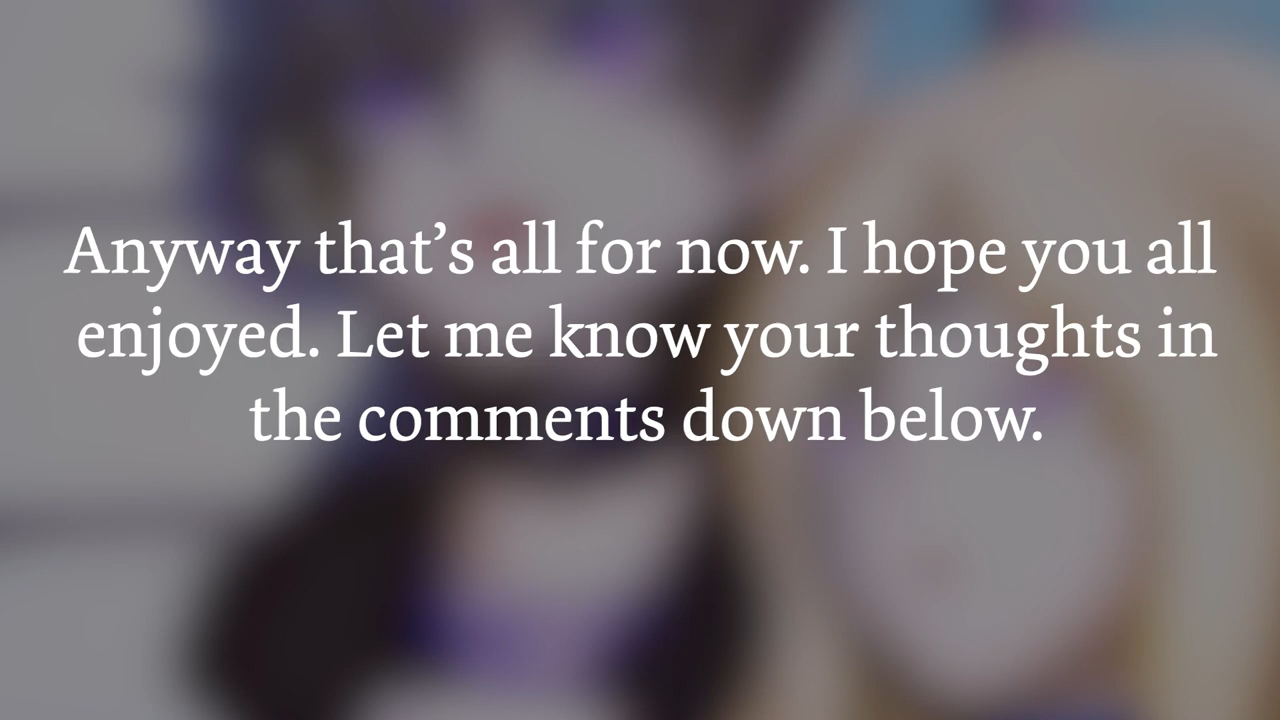 Anyway that’s all for now. I hope you all
enjoyed. Let me know your thoughts in
the comments down below.